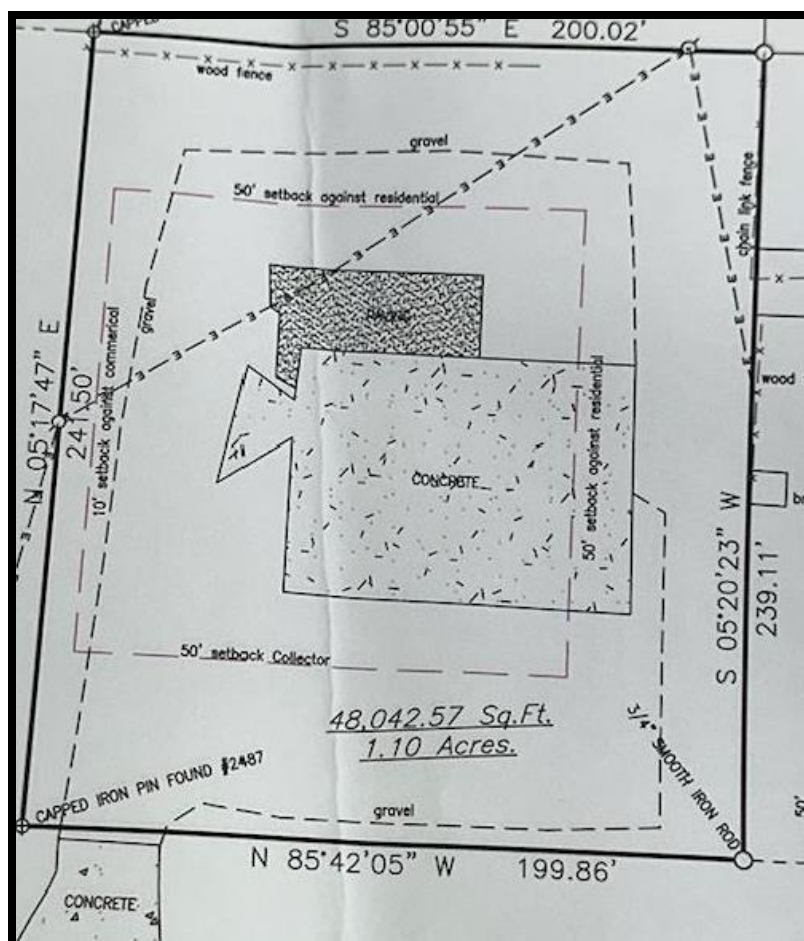 CAPPED
S 85°00'55" E 200.02'
wood fence
gravel
50' setback against residential
chain link fence
gravel
10' setback against commerical
N 05°17'47" E
241.50'
wood
50' setback against residential
CONCRETE
S 05°20'23" W
239.11'
50' setback Collector
48,042.57 Sq.Ft.
1.10 Acres.
3/4" SMOOTH IRON ROD
CAPPED IRON PIN FOUND #2487
gravel
50'
N 85°42'05" W 199.86'
CONCRETE